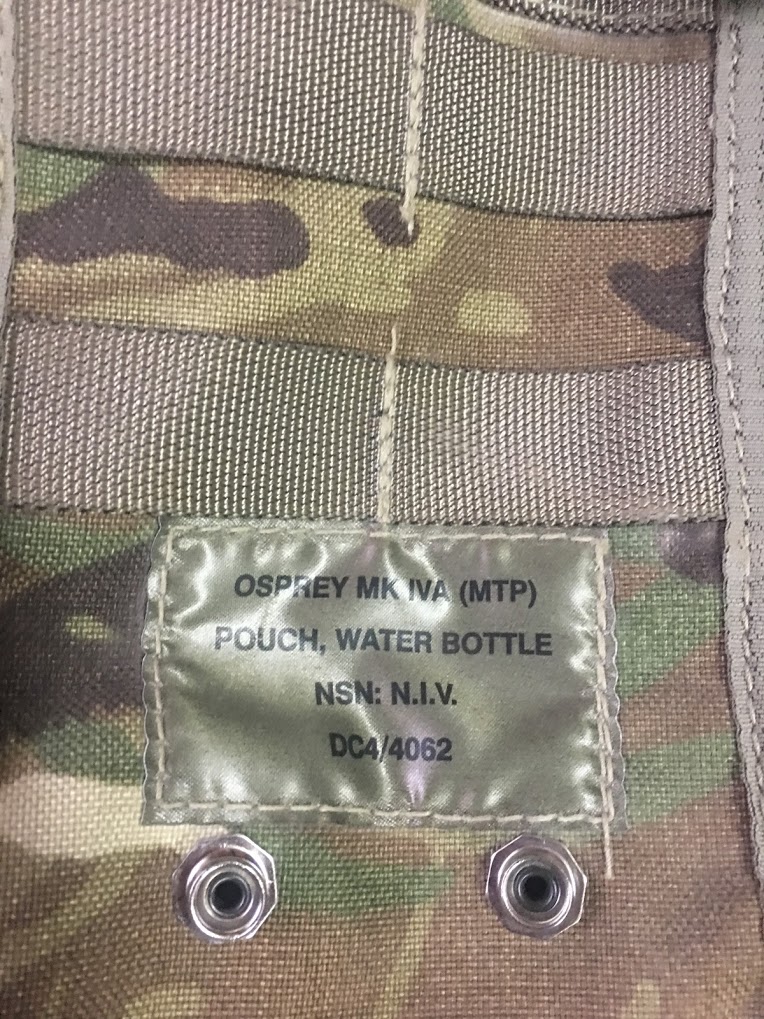 OSPREY MK IVA (MTP)
POUCH, WATER BOTTLE
NSN: N.I.V.
DC4/4062